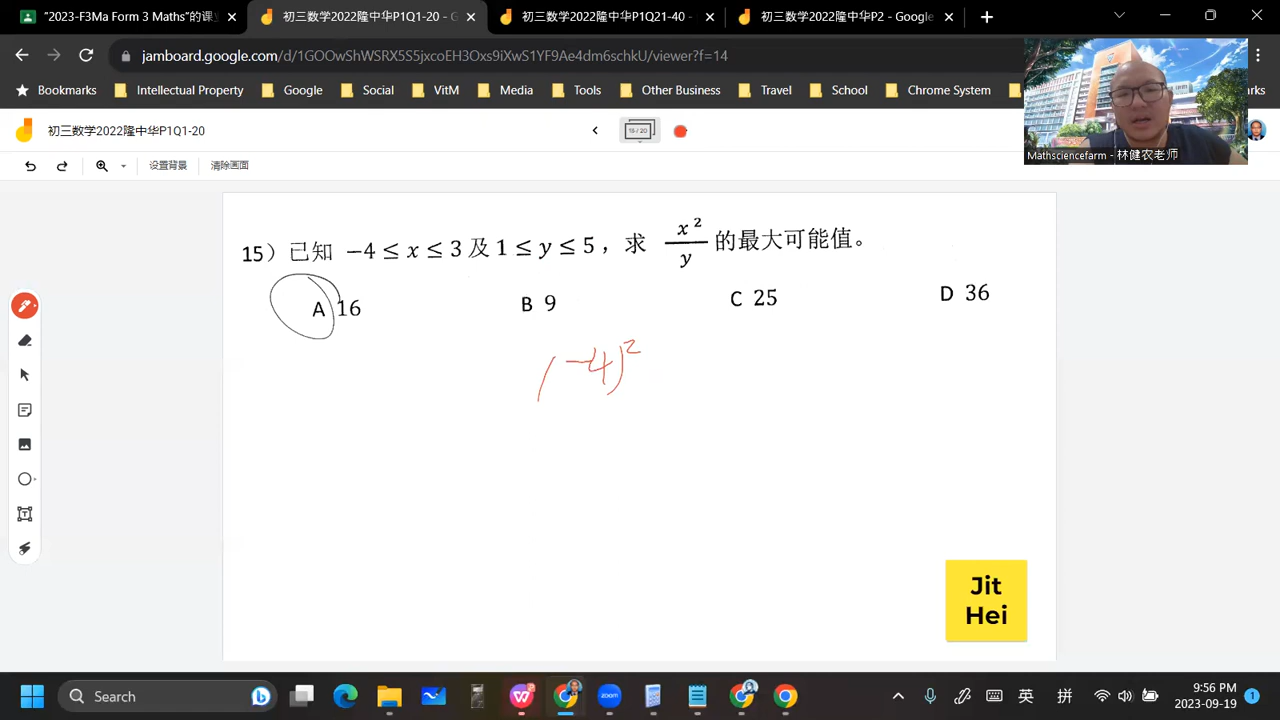 "2023-F3Ma Form 3 Maths"的课堂
初三数学2022隆中华P1Q1-20 - G
初三数学2022隆中华P1Q21-40 -
初三数学2022隆中华P2 - Google
jamboard.google.com
Bookmarks
Intellectual Property
Google
Social
VitM
Media
Tools
Other Business
Travel
School
Chrome System
Mathsciencefarm - 林健农老师
初三数学2022隆中华P1Q1-20
13 / 20
设置背景
清除画面
15）已知 −4 ≤ x ≤ 3 及 1 ≤ y ≤ 5，求 x²/y 的最大可能值。
A 16
B 9
C 25
D 36
(−4)²
Jit
Hei
Search
zoom
英
拼
9:56 PM
2023-09-19
1